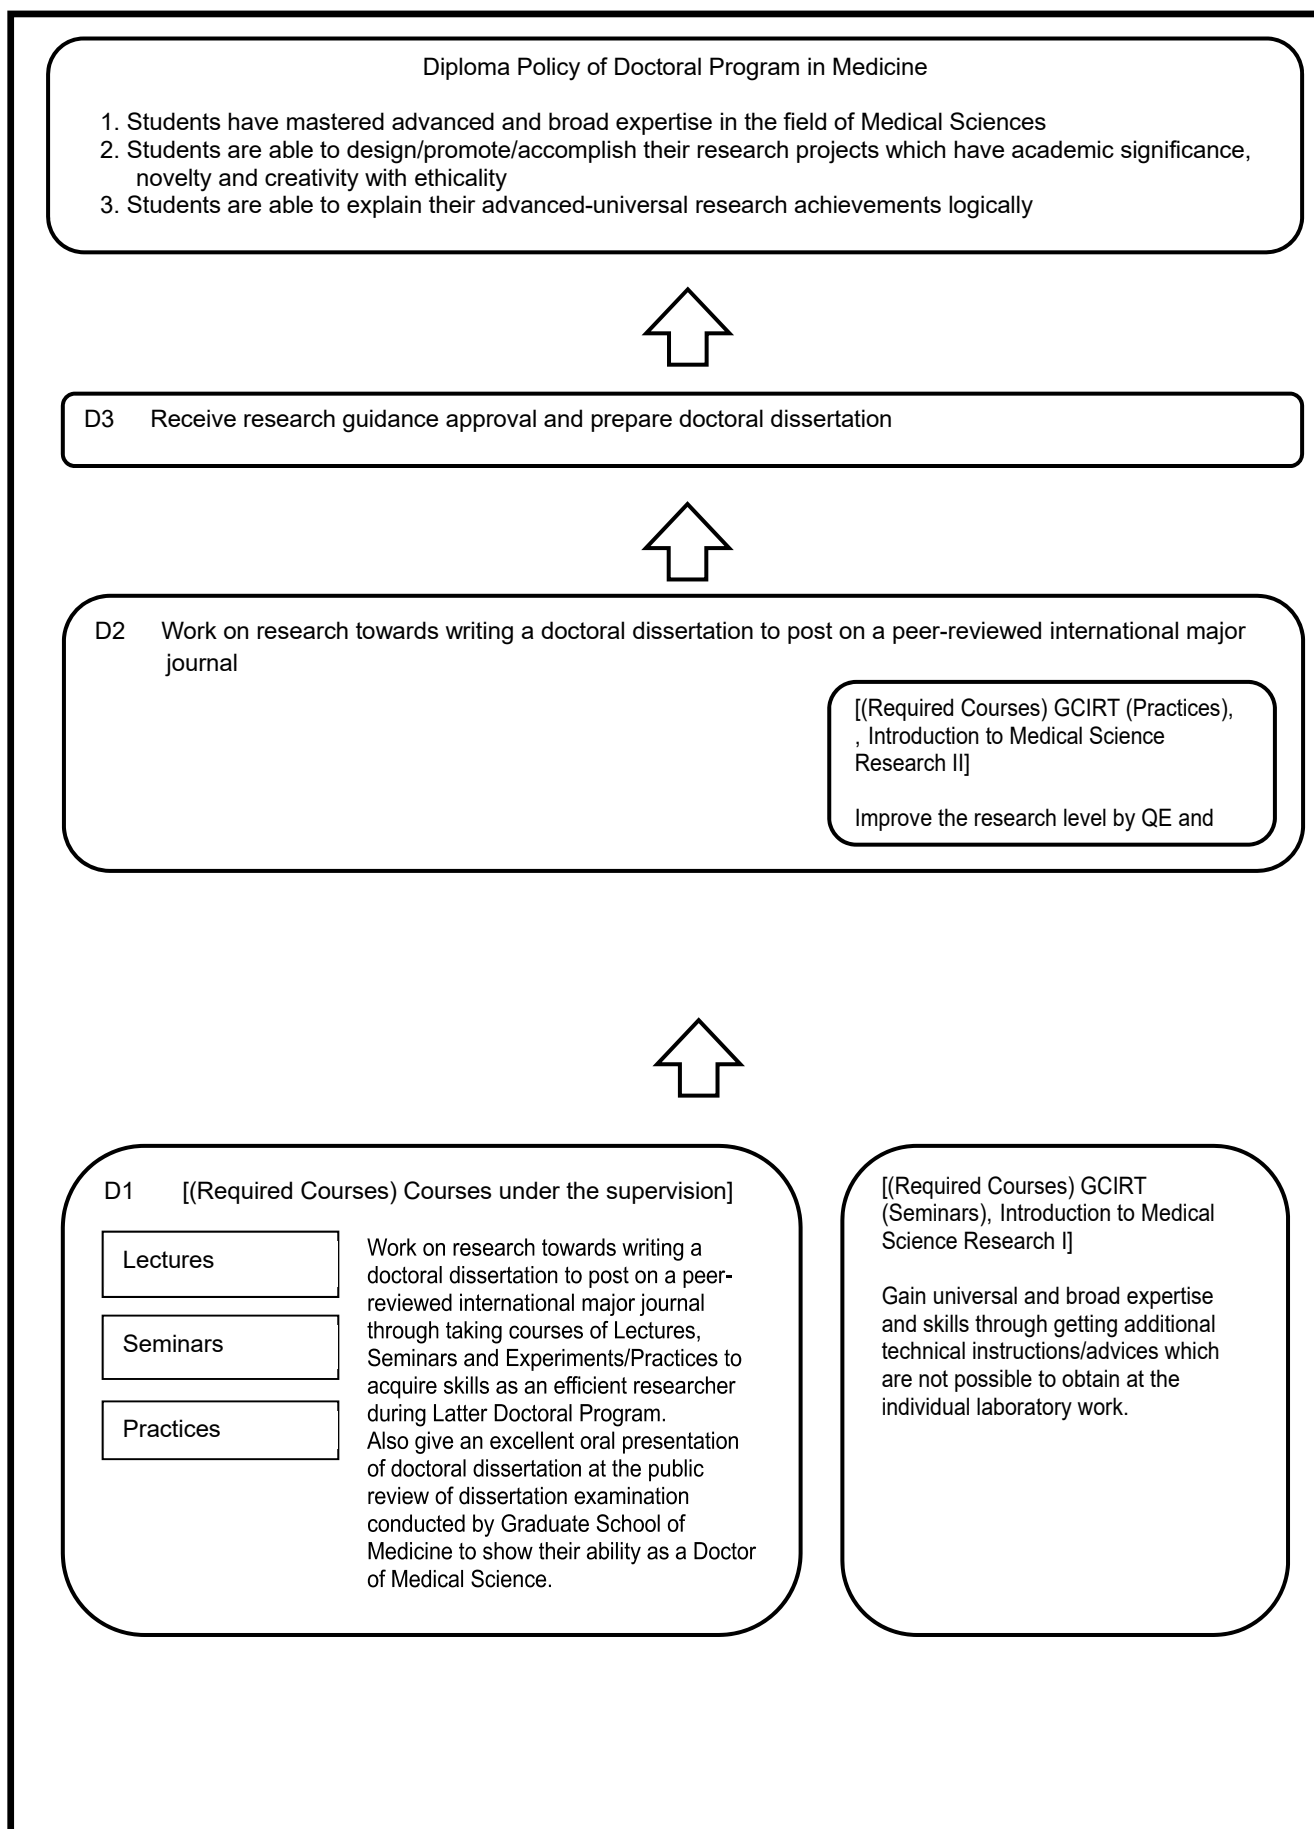 Diploma Policy of Doctoral Program in Medicine
1. Students have mastered advanced and broad expertise in the field of Medical Sciences
2. Students are able to design/promote/accomplish their research projects which have academic significance,
novelty and creativity with ethicality
3. Students are able to explain their advanced-universal research achievements logically
D3 Receive research guidance approval and prepare doctoral dissertation
D2 Work on research towards writing a doctoral dissertation to post on a peer-reviewed international major
journal
[(Required Courses) GCIRT (Practices),
, Introduction to Medical Science
Research II]
Improve the research level by QE and
D1 [(Required Courses) Courses under the supervision]
Lectures
Seminars
Practices
Work on research towards writing a
doctoral dissertation to post on a peer-
reviewed international major journal
through taking courses of Lectures,
Seminars and Experiments/Practices to
acquire skills as an efficient researcher
during Latter Doctoral Program.
Also give an excellent oral presentation
of doctoral dissertation at the public
review of dissertation examination
conducted by Graduate School of
Medicine to show their ability as a Doctor
of Medical Science.
[(Required Courses) GCIRT
(Seminars), Introduction to Medical
Science Research I]
Gain universal and broad expertise
and skills through getting additional
technical instructions/advices which
are not possible to obtain at the
individual laboratory work.